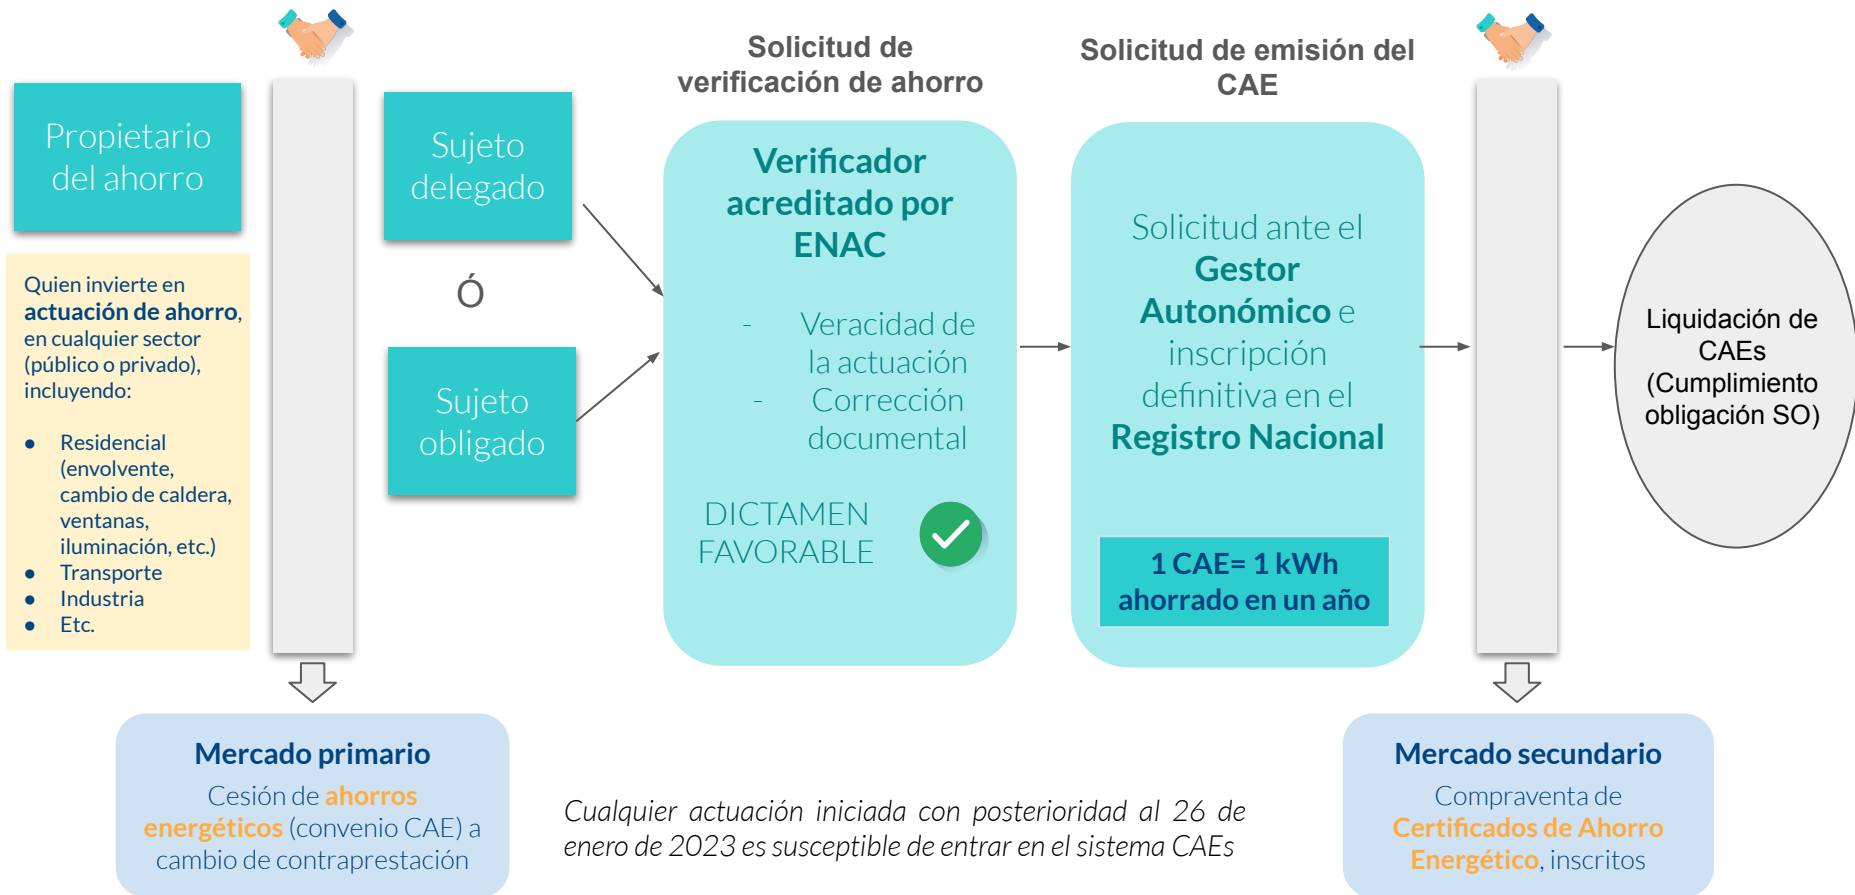 Propietario
del ahorro
Quien invierte en
actuación de ahorro,
en cualquier sector
(público o privado),
incluyendo:
● Residencial
(envolvente,
cambio de caldera,
ventanas,
iluminación, etc.)
● Transporte
● Industria
● Etc.
Mercado primario
Cesión de ahorros
energéticos (convenio CAE) a
cambio de contraprestación
Sujeto
delegado
Ó
Sujeto
obligado
Solicitud de
verificación de ahorro
Verificador
acreditado por
ENAC
- Veracidad de
la actuación
- Corrección
documental
DICTAMEN
FAVORABLE
Solicitud de emisión del
CAE
Solicitud ante el
Gestor
Autonómico e
inscripción
definitiva en el
Registro Nacional
1 CAE= 1 kWh
ahorrado en un año
Mercado secundario
Compraventa de
Certificados de Ahorro
Energético, inscritos
Liquidación de
CAEs
(Cumplimiento
obligación SO)
Cualquier actuación iniciada con posterioridad al 26 de
enero de 2023 es susceptible de entrar en el sistema CAEs